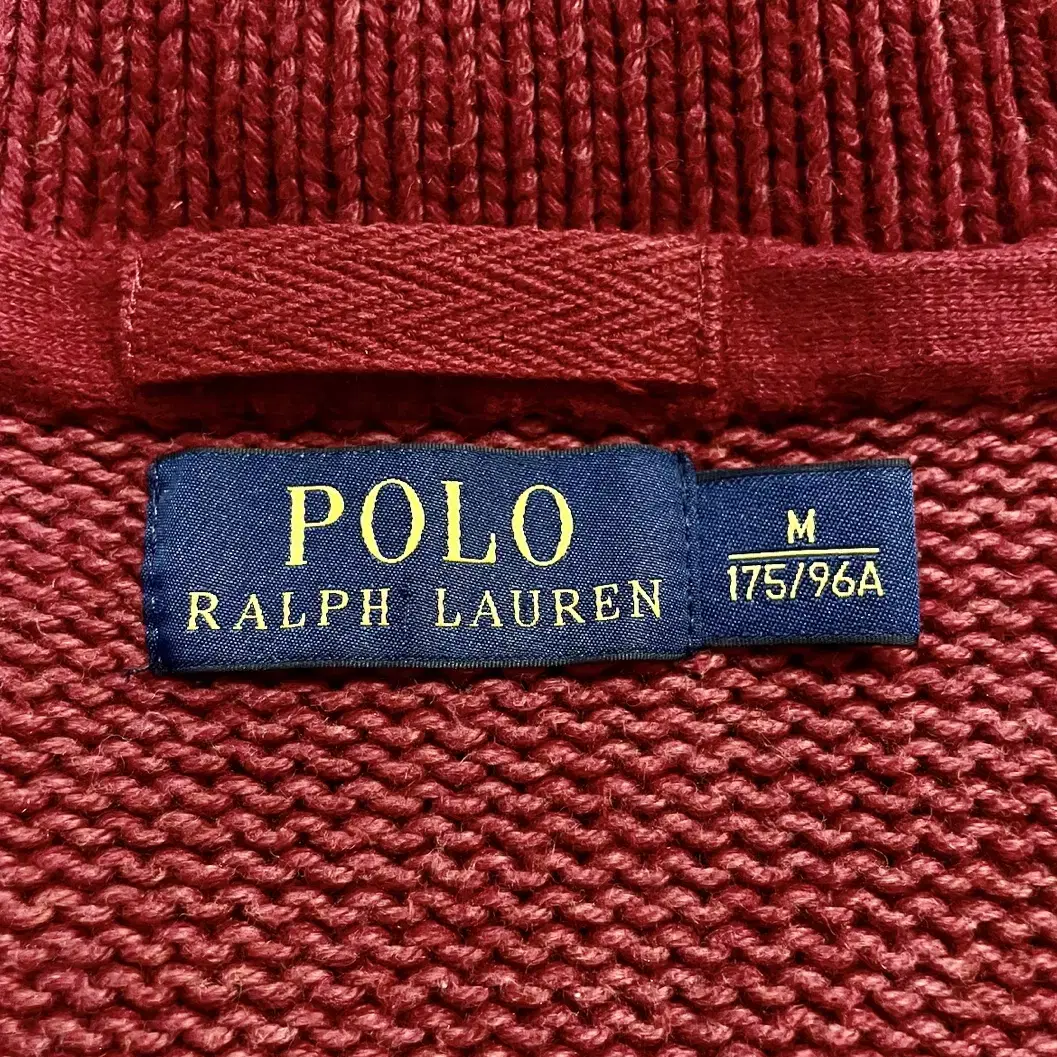 POLO
RALPH LAUREN
M
175/96A